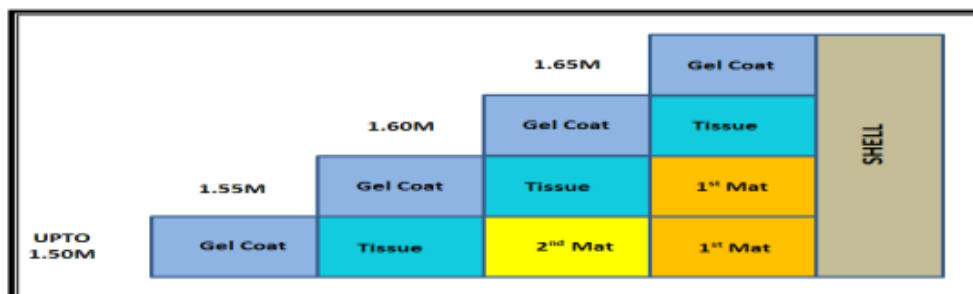 1.65M Gel Coat
1.60M Gel Coat Tissue
1.55M Gel Coat Tissue 1st Mat
UPTO
1.50M
Gel Coat Tissue 2nd Mat 1st Mat
SHELL